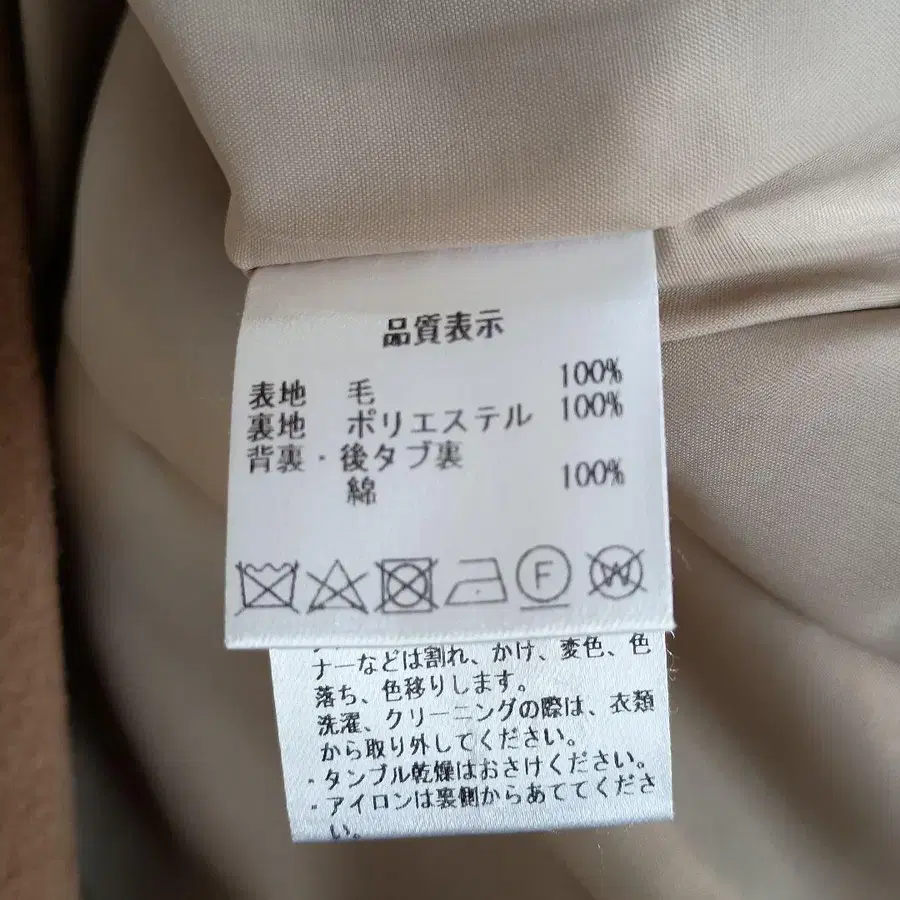 品質表示
表地 毛 100%
裏地 ポリエステル 100%
背裏・後タブ裏
綿 100%
F W
ナーなどは割れ、かけ、変色、色
落ち、色移りします。
洗濯、クリーニングの際は、衣類
から取り外してください。
・タンブル乾燥はおさけください。
・アイロンは裏側からあててくださ
い。